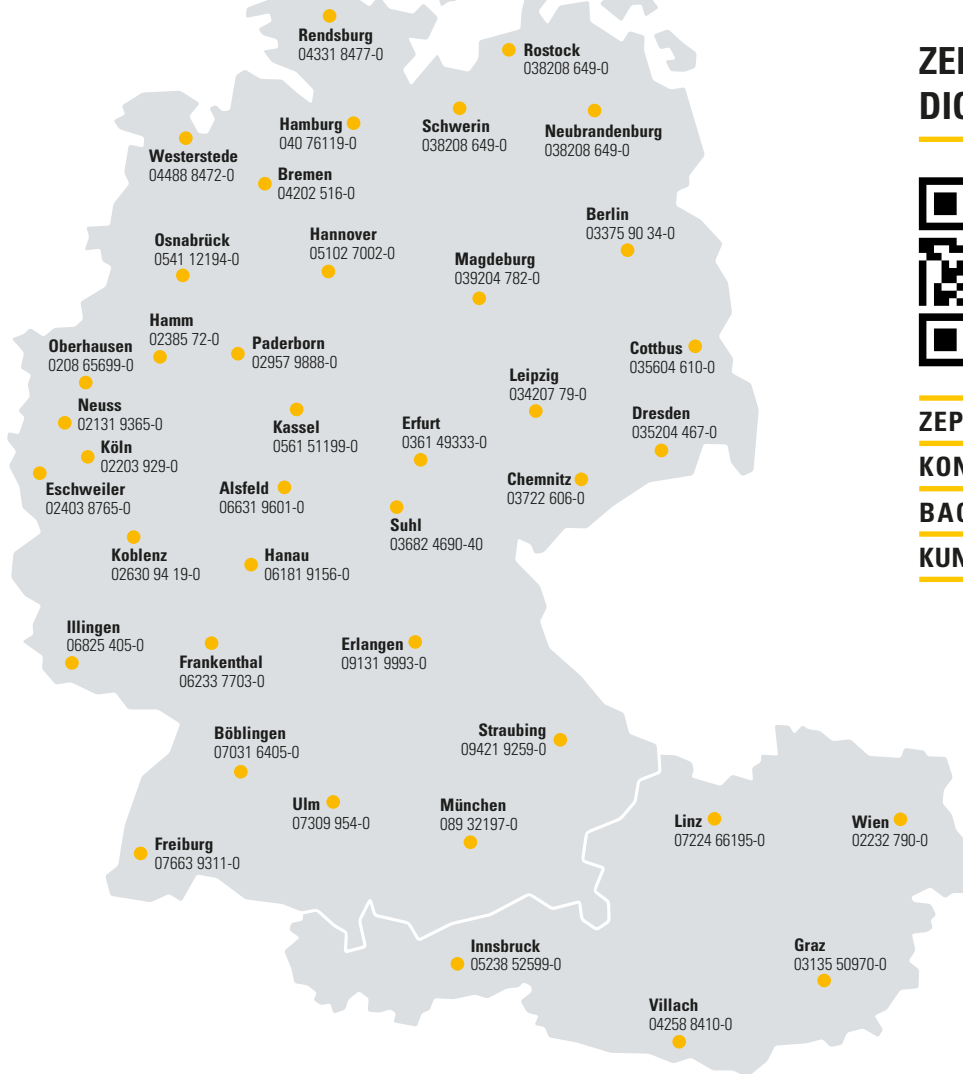 Rendsburg
04331 8477-0
Rostock
038208 649-0
Hamburg
040 76119-0
Schwerin
038208 649-0
Neubrandenburg
038208 649-0
Westerstede
04488 8472-0
Bremen
04202 516-0
Berlin
03375 90 34-0
Osnabrück
0541 12194-0
Hannover
05102 7002-0
Magdeburg
039204 782-0
Hamm
02385 72-0
Oberhausen
0208 65699-0
Paderborn
02957 9888-0
Cottbus
035604 610-0
Leipzig
034207 79-0
Neuss
02131 9365-0
Kassel
0561 51199-0
Erfurt
0361 49333-0
Dresden
035204 467-0
Köln
02203 929-0
Eschweiler
02403 8765-0
Alsfeld
06631 9601-0
Chemnitz
03722 606-0
Suhl
03682 4690-40
Koblenz
02630 94 19-0
Hanau
06181 9156-0
Illingen
06825 405-0
Frankenthal
06233 7703-0
Erlangen
09131 9993-0
Böblingen
07031 6405-0
Straubing
09421 9259-0
Ulm
07309 954-0
München
089 32197-0
Freiburg
07663 9311-0
Linz
07224 66195-0
Wien
02232 790-0
Innsbruck
05238 52599-0
Graz
03135 50970-0
Villach
04258 8410-0
ZEP
KON
KUN